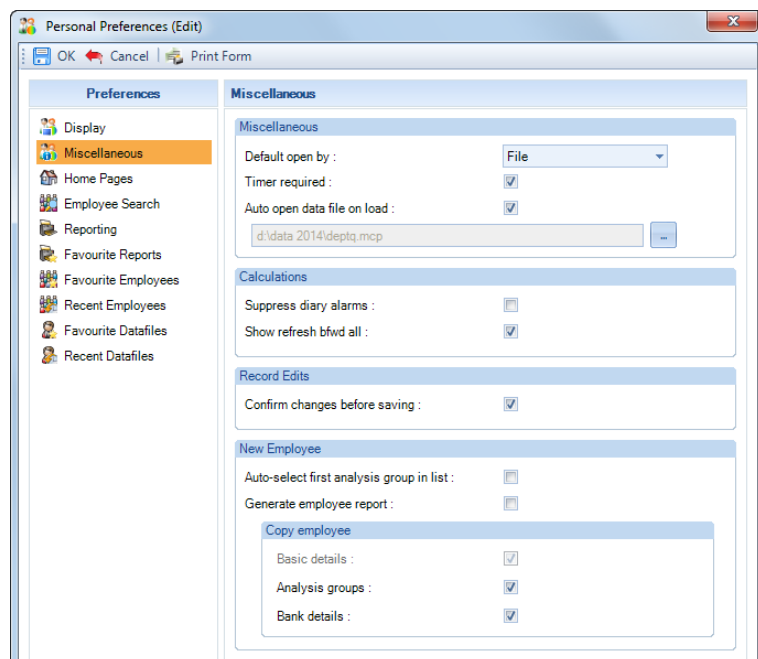 Personal Preferences (Edit)
OK Cancel Print Form
Preferences
Display
Miscellaneous
Home Pages
Employee Search
Reporting
Favourite Reports
Favourite Employees
Recent Employees
Favourite Datafiles
Recent Datafiles
Miscellaneous
Miscellaneous
Default open by : File
Timer required :
Auto open data file on load :
d:\data 2014\deptq.mcp ...
Calculations
Suppress diary alarms :
Show refresh bfwd all :
Record Edits
Confirm changes before saving :
New Employee
Auto-select first analysis group in list :
Generate employee report :
Copy employee
Basic details :
Analysis groups :
Bank details :